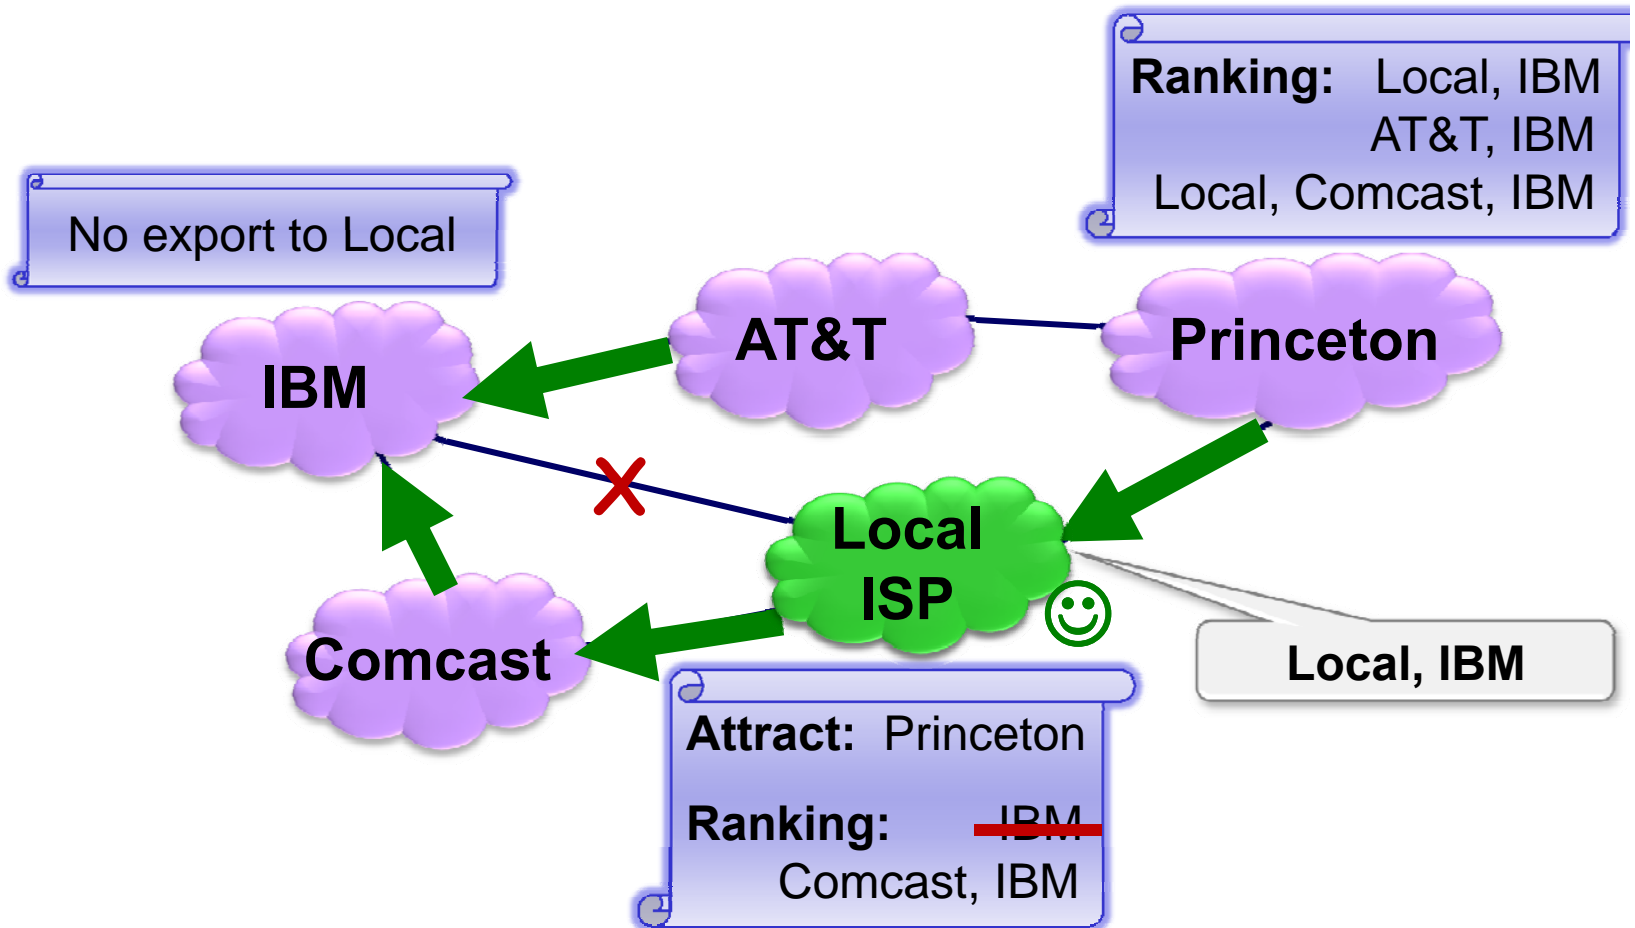 Ranking: Local, IBM
AT&T, IBM
Local, Comcast, IBM
No export to Local
AT&T
Princeton
IBM
Local
ISP
Comcast
Local, IBM
Attract: Princeton
Ranking: IBM
Comcast, IBM